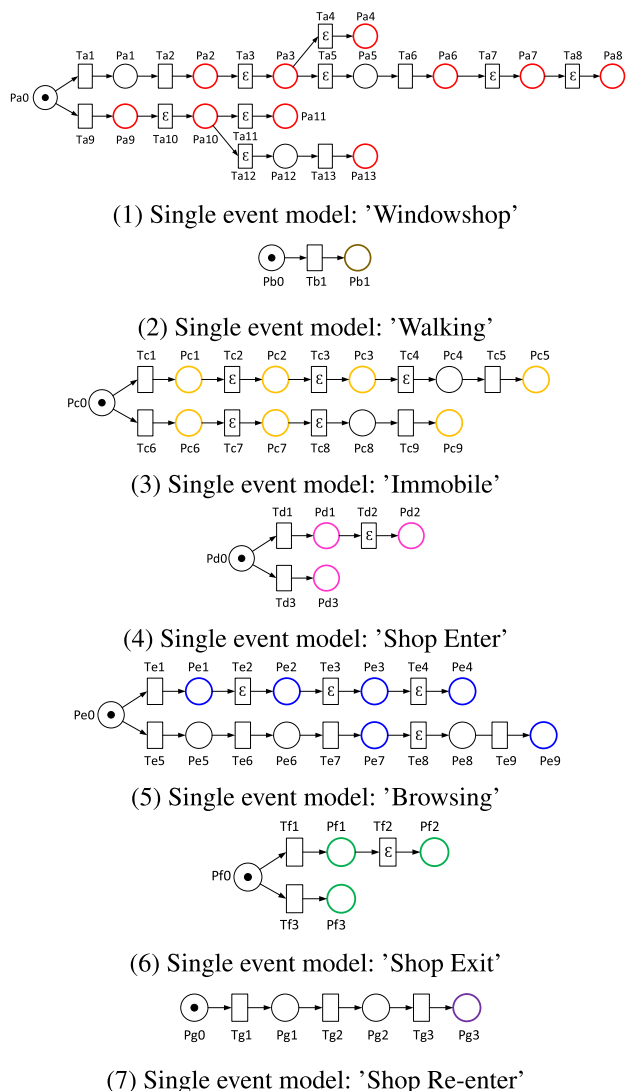 Ta4 Pa4
ε
Ta1 Pa1 Ta2 Pa2 Ta3 Pa3 Ta5 Pa5 Ta6 Pa6 Ta7 Pa7 Ta8 Pa8
ε ε ε ε
Pa0
ε ε Pa11
Ta9 Pa9 Ta10 Pa10 Ta11
ε
Ta12 Pa12 Ta13 Pa13
(1) Single event model: 'Windowshop'
Pb0 Tb1 Pb1
(2) Single event model: 'Walking'
Tc1 Pc1 Tc2 Pc2 Tc3 Pc3 Tc4 Pc4 Tc5 Pc5
ε ε ε
Pc0
ε ε
Tc6 Pc6 Tc7 Pc7 Tc8 Pc8 Tc9 Pc9
(3) Single event model: 'Immobile'
Td1 Pd1 Td2 Pd2
ε
Pd0
Td3 Pd3
(4) Single event model: 'Shop Enter'
Te1 Pe1 Te2 Pe2 Te3 Pe3 Te4 Pe4
ε ε ε
Pe0
ε
Te5 Pe5 Te6 Pe6 Te7 Pe7 Te8 Pe8 Te9 Pe9
(5) Single event model: 'Browsing'
Tf1 Pf1 Tf2 Pf2
ε
Pf0
Tf3 Pf3
(6) Single event model: 'Shop Exit'
Pg0 Tg1 Pg1 Tg2 Pg2 Tg3 Pg3
(7) Single event model: 'Shop Re-enter'